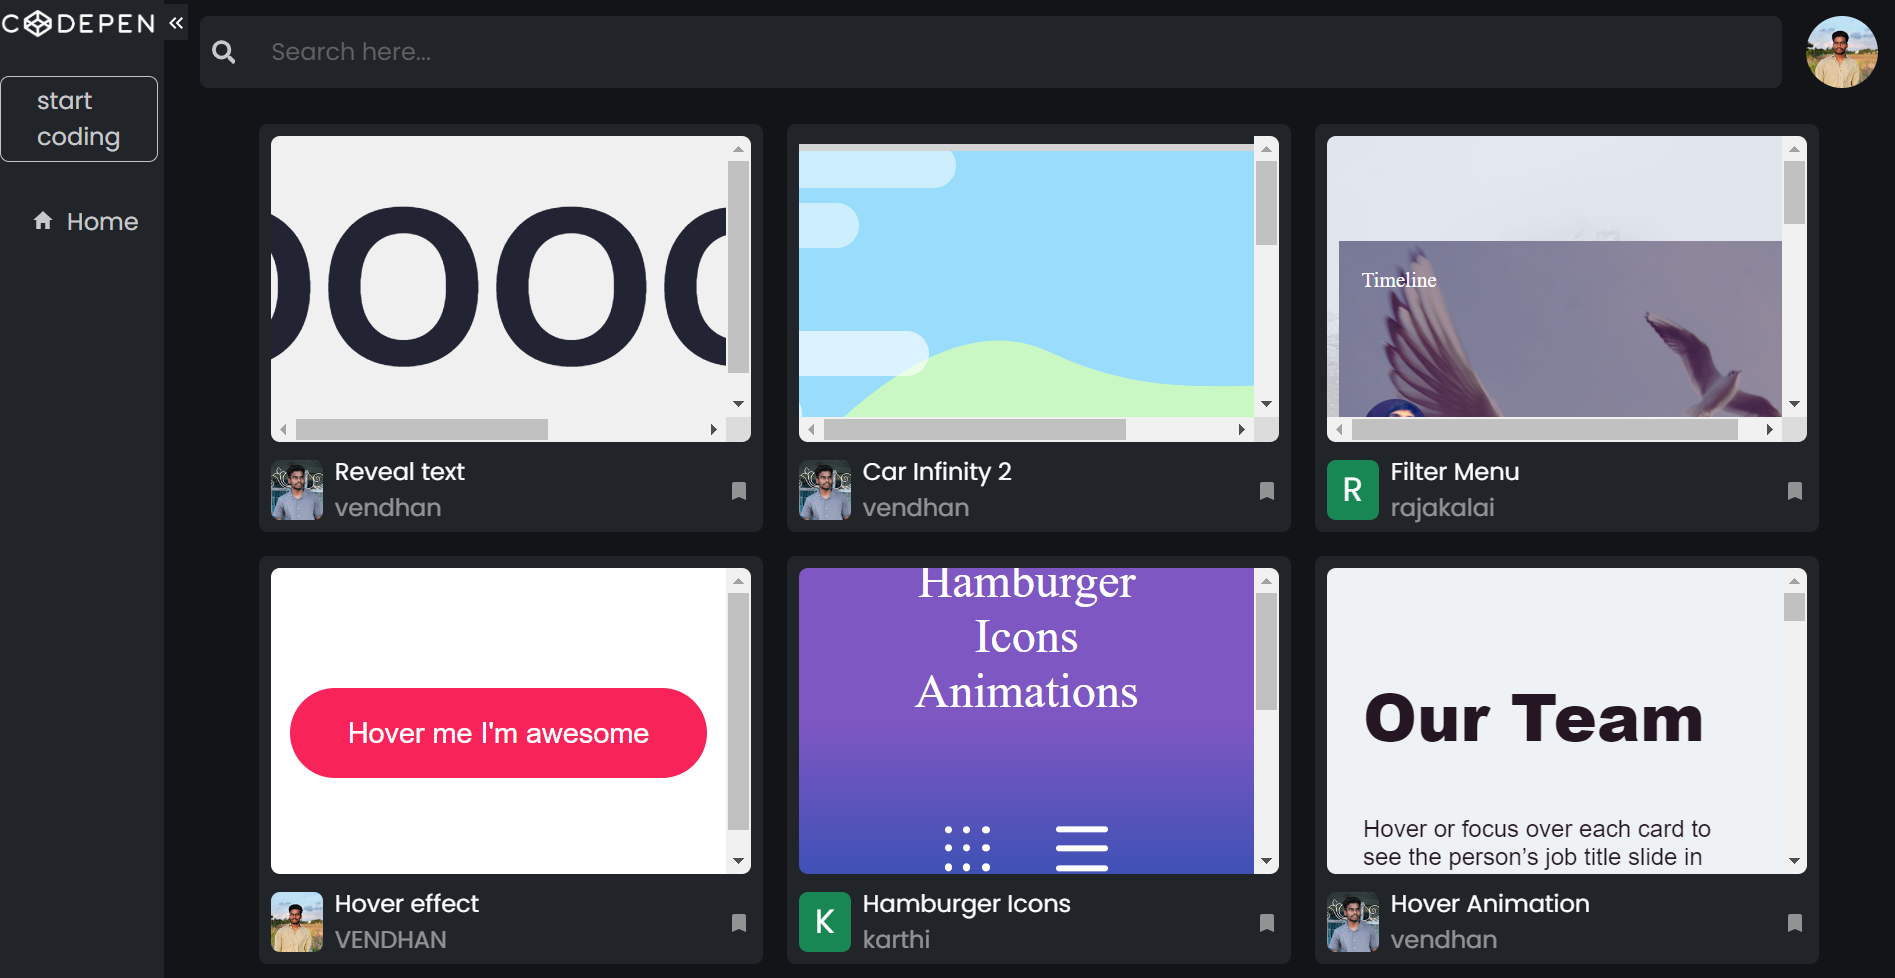 CODEPEN
Search here...
start
coding
Home
OOOO
Timeline
Reveal text
vendhan
Car Infinity 2
vendhan
R
Filter Menu
rajakalai
Hover me I'm awesome
Hamburger
Icons
Animations
Our Team
Hover or focus over each card to
see the person’s job title slide in
Hover effect
VENDHAN
K
Hamburger Icons
karthi
Hover Animation
vendhan